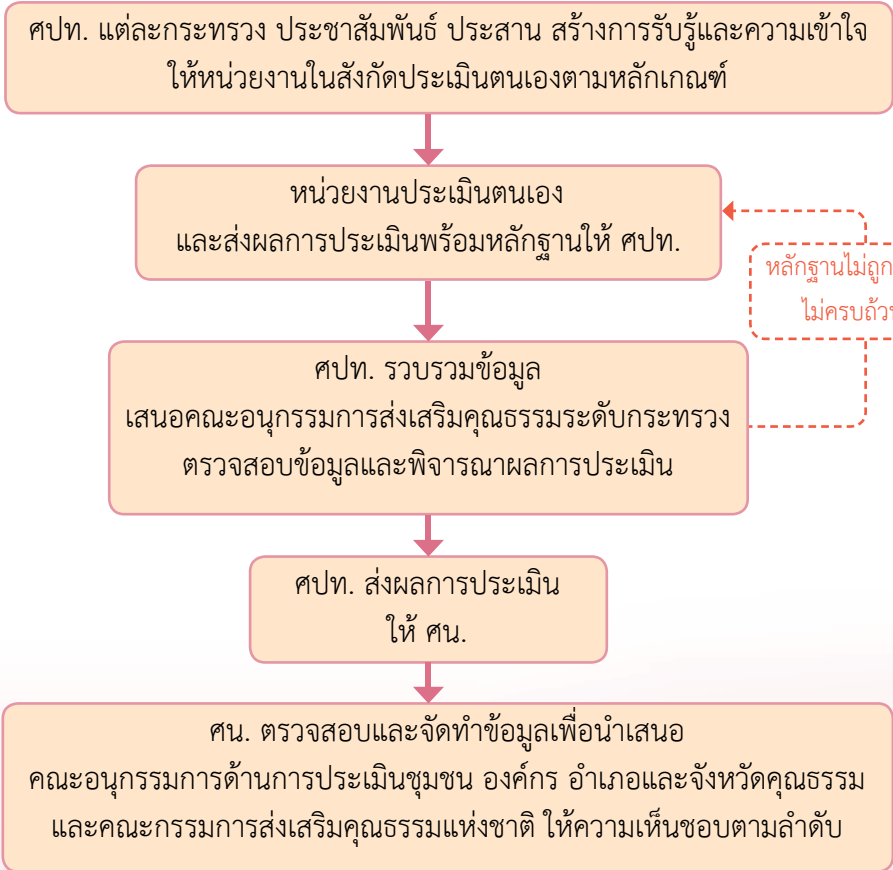 ศปท. แต่ละกระทรวง ประชาสัมพันธ์ ประสาน สร้างการรับรู้และความเข้าใจ
ให้หน่วยงานในสังกัดประเมินตนเองตามหลักเกณฑ์
หน่วยงานประเมินตนเอง
และส่งผลการประเมินพร้อมหลักฐานให้ ศปท.
หลักฐานไม่ถูก
ไม่ครบถ้วน
ศปท. รวบรวมข้อมูล
เสนอคณะอนุกรรมการส่งเสริมคุณธรรมระดับกระทรวง
ตรวจสอบข้อมูลและพิจารณาผลการประเมิน
ศปท. ส่งผลการประเมิน
ให้ ศน.
ศน. ตรวจสอบและจัดทำข้อมูลเพื่อนำเสนอ
คณะอนุกรรมการด้านการประเมินชุมชน องค์กร อำเภอและจังหวัดคุณธรรม
และคณะกรรมการส่งเสริมคุณธรรมแห่งชาติ ให้ความเห็นชอบตามลำดับ